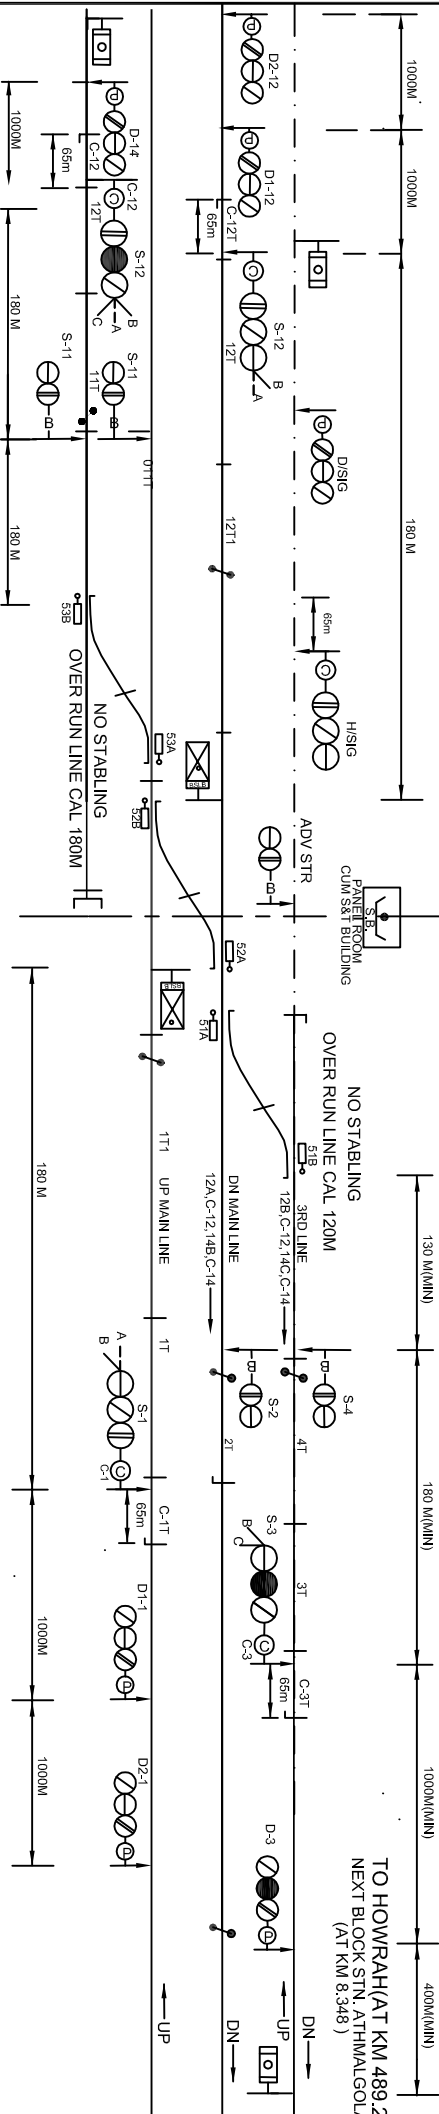 1000M
1000M
180 M
130 M(MIN)
180 M(MIN)
1000M(MIN)
400M(MIN)
TO HOWRAH(AT KM 489.2
NEXT BLOCK STN. ATHMALGOLA
(AT KM 8.348 )
S.B.
PANEL ROOM
CUM S&T BUILDING
P
D2-12
P
D1-12
C-12T
65m
C
S-12
12T
B
A
P
D/SIG
65m
C
H/SIG
ADV STR
B
NO STABLING
OVER RUN LINE CAL 120M
51B
3RD LINE
12B,C-12,14C,C-14
B
S-4
4T
S-3
B
C
3T
C
C-3
65m
C-3T
D-3
P
DN
UP
12T1
52A
51A
DN MAIN LINE
12A,C-12,14B,C-14
B
S-2
2T
DN
BSLB
53A
52B
BSLB
1T1
UP MAIN LINE
1T
A
B
S-1
C
C-1
65m
C-1T
D1-1
P
D2-1
P
UP
P
D-14
C-12
65m
C-12
12T
C
S-12
B
A
C
S-11
11T
B
S-11
B
011T
53B
NO STABLING
OVER RUN LINE CAL 180M
1000M
180 M
180 M
180 M
1000M
1000M